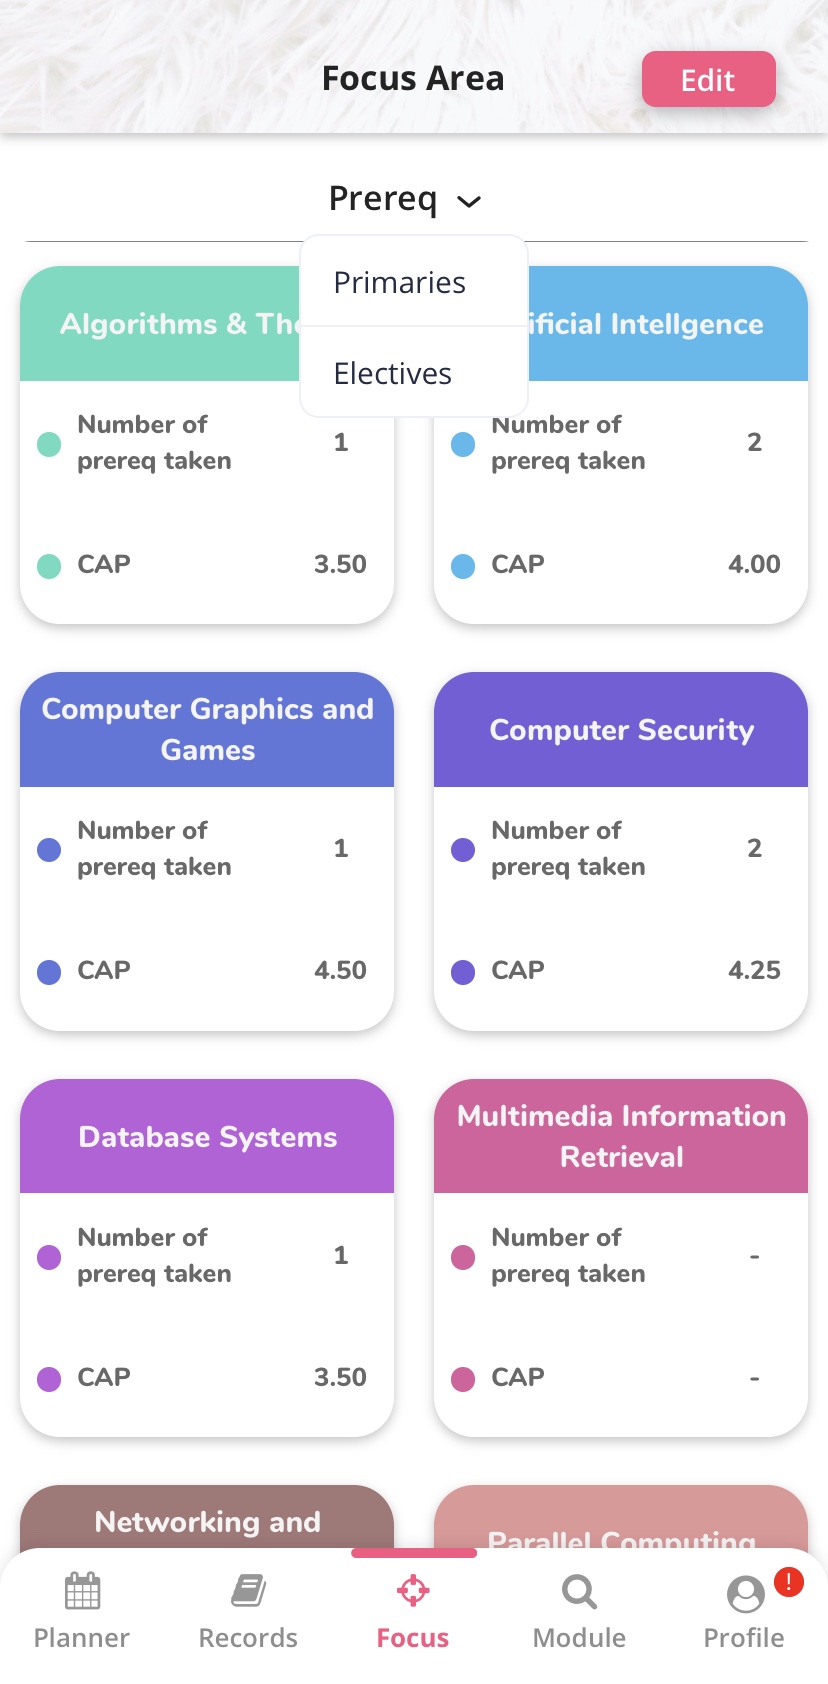 Focus Area
Edit
Prereq
Primaries
Electives
Algorithms &
ificial Intellgence
Number of
prereq taken
1
CAP
3.50
Number of
prereq taken
2
CAP
4.00
Computer Graphics and
Games
Computer Security
Number of
prereq taken
1
CAP
4.50
Number of
prereq taken
2
CAP
4.25
Database Systems
Multimedia Information
Retrieval
Number of
prereq taken
1
CAP
3.50
Number of
prereq taken
-
CAP
-
Networking and
Parallel Computing
Planner
Records
Focus
Module
Profile
!